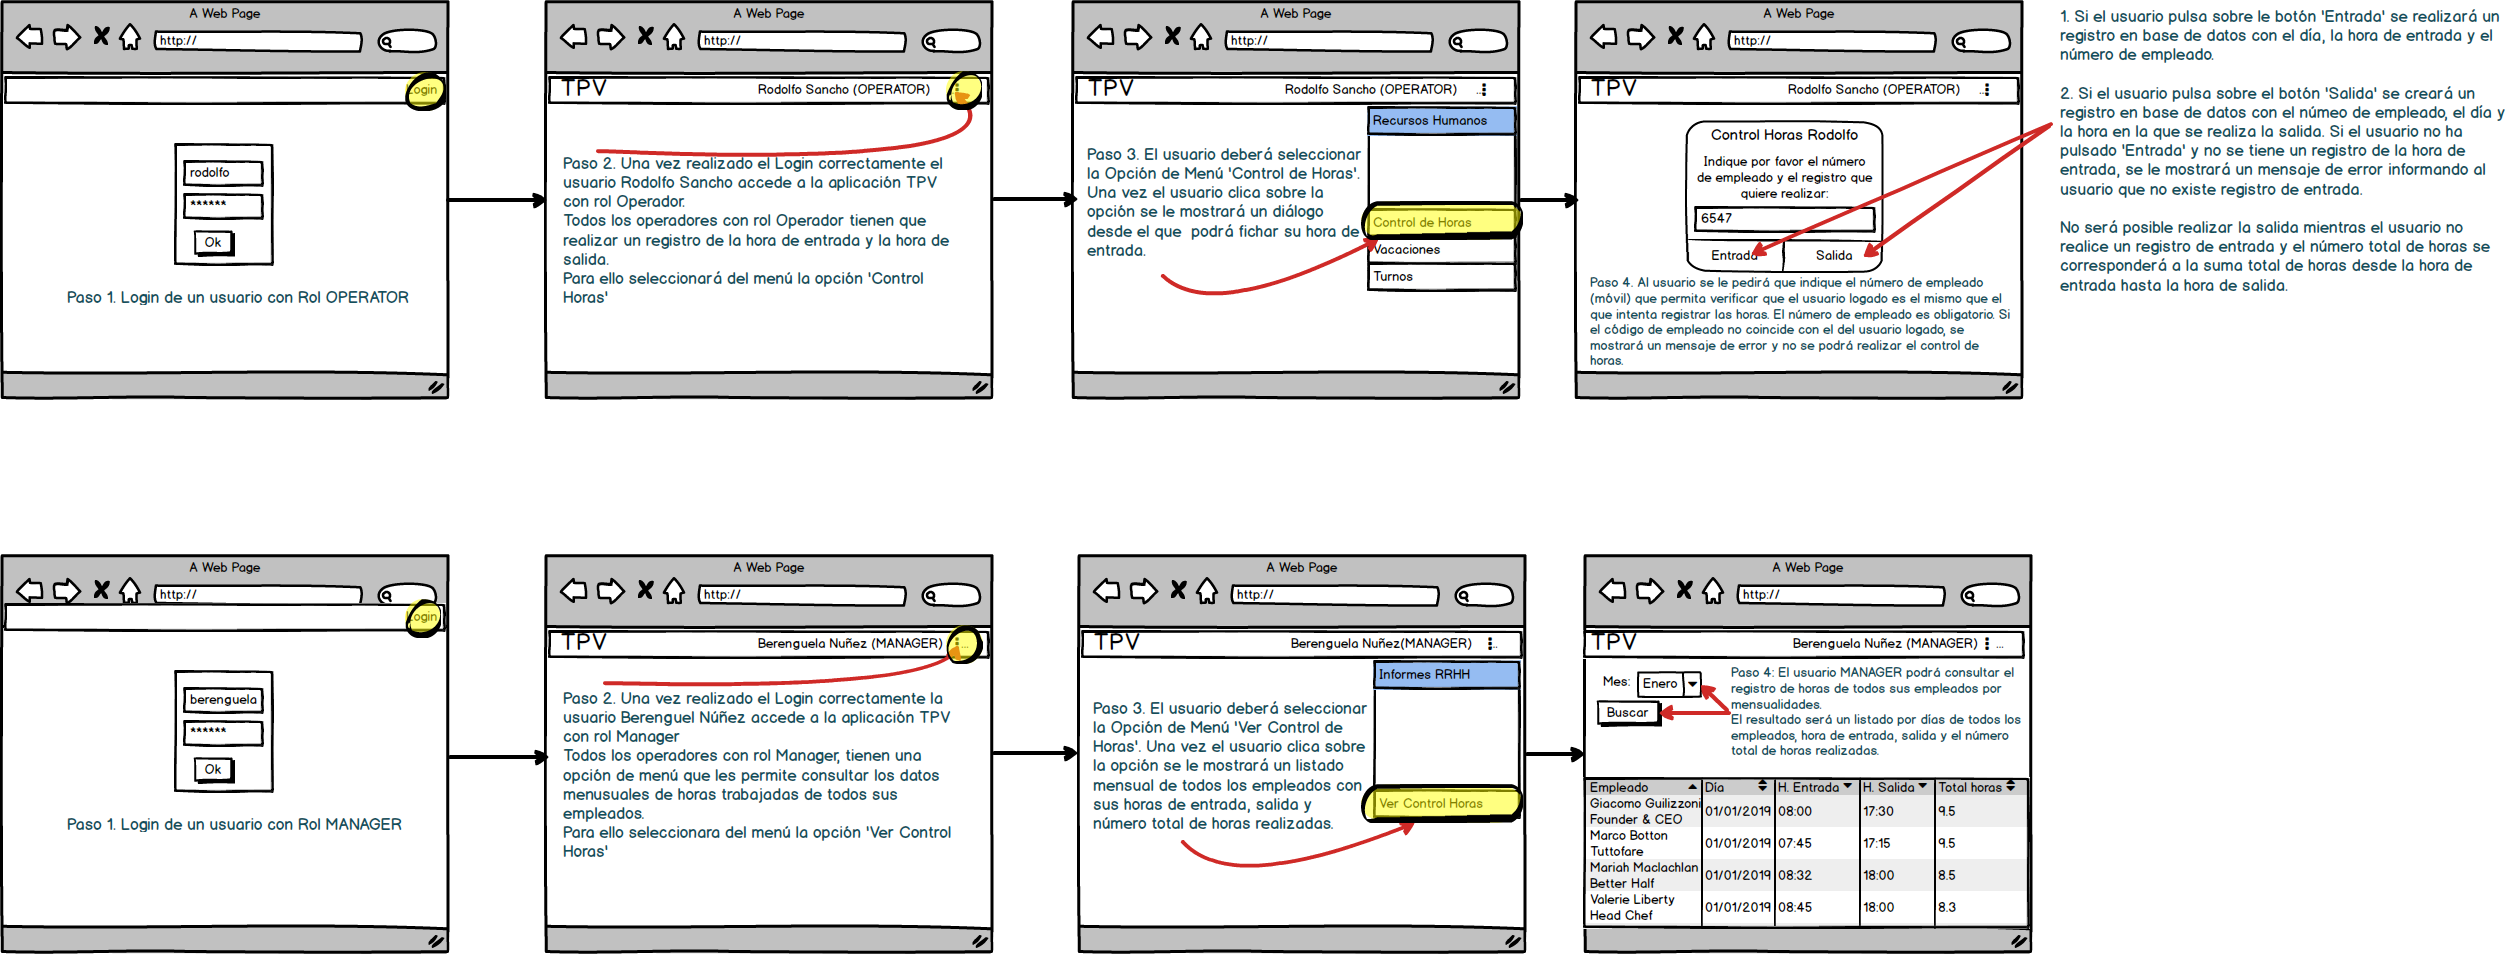 A Web Page
http://
Login
rodolfo
******
Ok
Paso 1. Login de un usuario con Rol OPERATOR
A Web Page
http://
TPV
Rodolfo Sancho (OPERATOR)
Paso 2. Una vez realizado el Login correctamente el
usuario Rodolfo Sancho accede a la aplicación TPV
con rol Operador.
Todos los operadores con rol Operador tienen que
realizar un registro de la hora de entrada y la hora de
salida.
Para ello seleccionará del menú la opción 'Control
Horas'
A Web Page
http://
TPV
Rodolfo Sancho (OPERATOR)
Recursos Humanos
Control de Horas
Vacaciones
Turnos
Paso 3. El usuario deberá seleccionar
la Opción de Menú 'Control de Horas'.
Una vez el usuario clica sobre la
opción se le mostrará un diálogo
desde el que podrá fichar su hora de
entrada.
A Web Page
http://
TPV
Rodolfo Sancho (OPERATOR)
Control Horas Rodolfo
Indique por favor el número
de empleado y el registro que
quiere realizar:
6547
Entrada
Salida
Paso 4. Al usuario se le pedirá que indique el número de empleado
(móvil) que permita verificar que el usuario logado es el mismo que el
que intenta registrar las horas. El número de empleado es obligatorio. Si
el código de empleado no coincide con el del usuario logado, se
mostrará un mensaje de error y no se podrá realizar el control de
horas.
1. Si el usuario pulsa sobre le botón 'Entrada' se realizará un
registro en base de datos con el día, la hora de entrada y el
número de empleado.
2. Si el usuario pulsa sobre el botón 'Salida' se creará un
registro en base de datos con el númeo de empleado, el día y
la hora en la que se realiza la salida. Si el usuario no ha
pulsado 'Entrada' y no se tiene un registro de la hora de
entrada, se le mostrará un mensaje de error informando al
usuario que no existe registro de entrada.
No será posible realizar la salida mientras el usuario no
realice un registro de entrada y el número total de horas se
corresponderá a la suma total de horas desde la hora de
entrada hasta la hora de salida.
A Web Page
http://
Login
berenguela
******
Ok
Paso 1. Login de un usuario con Rol MANAGER
A Web Page
http://
TPV
Berenguela Nuñez (MANAGER)
Paso 2. Una vez realizado el Login correctamente la
usuario Berenguel Núñez accede a la aplicación TPV
con rol Manager
Todos los operadores con rol Manager, tienen una
opción de menú que les permite consultar los datos
menusuales de horas trabajadas de todos sus
empleados.
Para ello seleccionara del menú la opción 'Ver Control
Horas'
A Web Page
http://
TPV
Berenguela Nuñez(MANAGER)
Informes RRHH
Ver Control Horas
Paso 3. El usuario deberá seleccionar
la Opción de Menú 'Ver Control de
Horas'. Una vez el usuario clica sobre
la opción se le mostrará un listado
mensual de todos los empleados con
sus horas de entrada, salida y
número total de horas realizadas.
A Web Page
http://
TPV
Berenguela Nuñez (MANAGER) ...
Mes: Enero
Buscar
Paso 4: El usuario MANAGER podrá consultar el
registro de horas de todos sus empleados por
mensualidades.
El resultado será un listado por días de todos los
empleados, hora de entrada, salida y el número
total de horas realizadas.
Empleado Día H. Entrada H. Salida Total horas
Giacomo Guilizzoni
Founder & CEO 01/01/2019 08:00 17:30 9.5
Marco Botton
Tuttofare 01/01/2019 07:45 17:15 9.5
Mariah Maclachlan
Better Half 01/01/2019 08:32 18:00 8.5
Valerie Liberty
Head Chef 01/01/2019 08:45 18:00 8.3